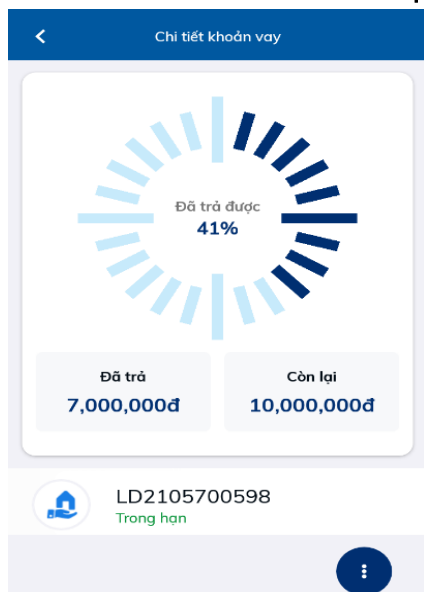 Chi tiết khoản vay
Đã trả được
41%
Đã trả
7,000,000đ
Còn lại
10,000,000đ
LD2105700598
Trong hạn